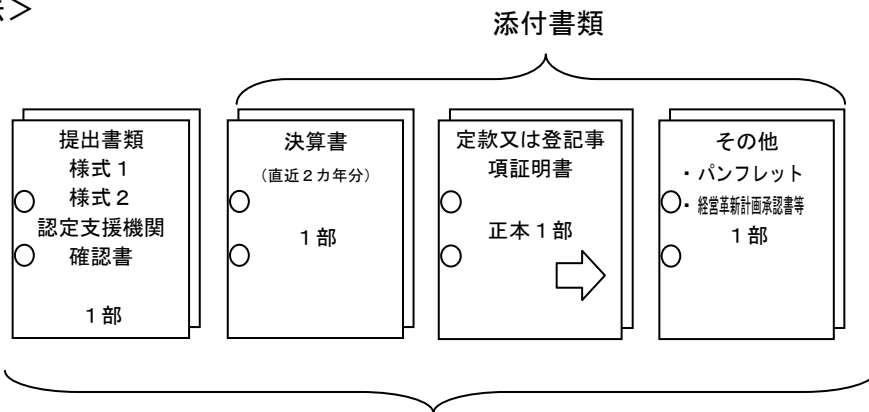 ＞
添付書類
提出書類
様式１
様式２
認定支援機関
確認書
１部
決算書
（直近２カ年分）
１部
定款又は登記事
項証明書
正本１部
その他
・パンフレット
・経営革新計画承認書等
１部